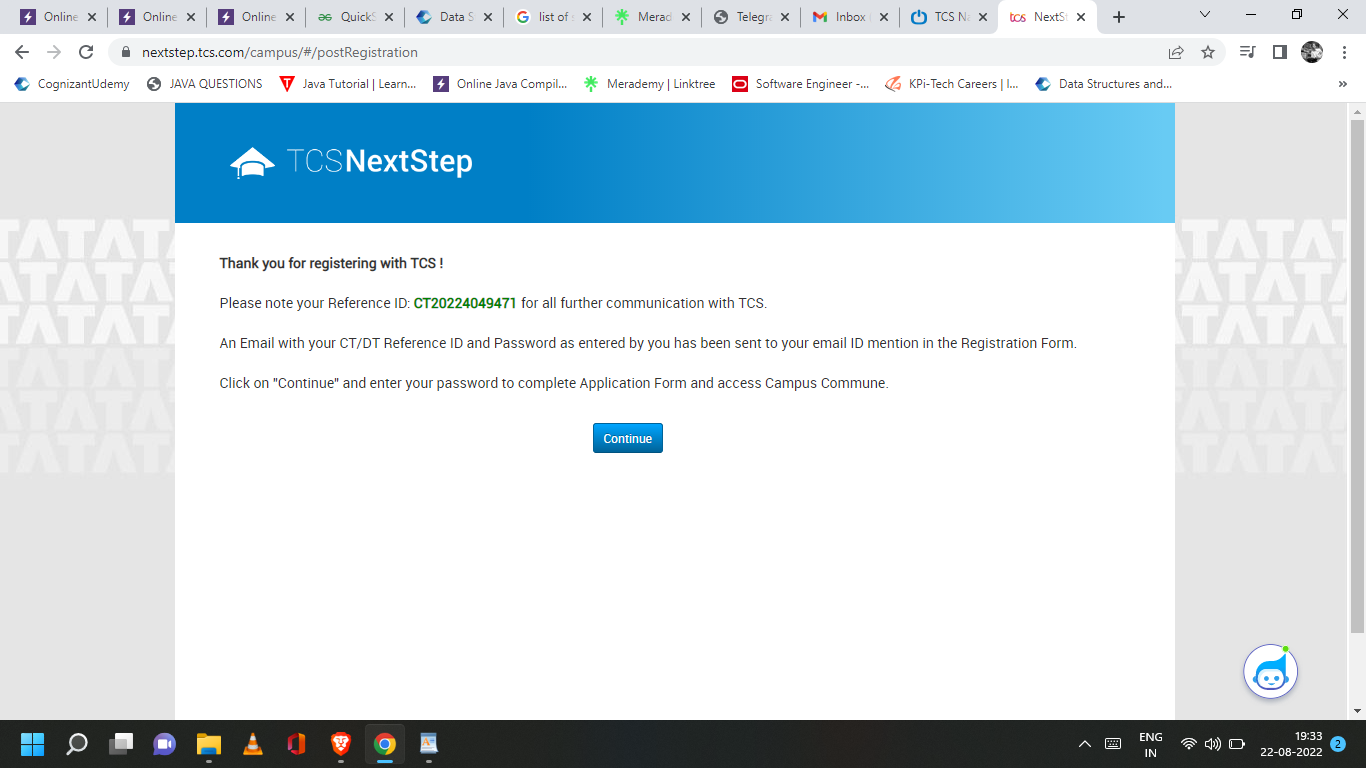 Online
Online
Online
QuickS
Data S
list of s
Merad
Telegra
Inbox
TCS Na
NextSt
nextstep.tcs.com/campus/#/postRegistration
CognizantUdemy
JAVA QUESTIONS
Java Tutorial | Learn...
Online Java Compil...
Merademy | Linktree
Software Engineer -...
KPi-Tech Careers | I...
Data Structures and...
»
TCS NextStep
Thank you for registering with TCS !
Please note your Reference ID: CT20224049471 for all further communication with TCS.
An Email with your CT/DT Reference ID and Password as entered by you has been sent to your email ID mention in the Registration Form.
Click on "Continue" and enter your password to complete Application Form and access Campus Commune.
Continue
ENG
IN
19:33
22-08-2022
2